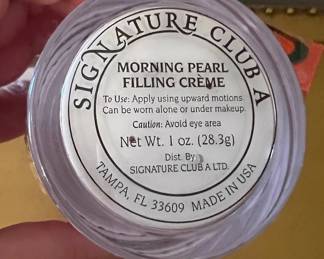 SIGNATURE CLUB A
MORNING PEARL
FILLING CRÈME
To Use: Apply using upward motions.
Can be worn alone or under makeup.
Caution: Avoid eye area
Net Wt. 1 oz. (28.3g)
Dist. By
SIGNATURE CLUB A LTD.
TAMPA, FL 33609 MADE IN USA